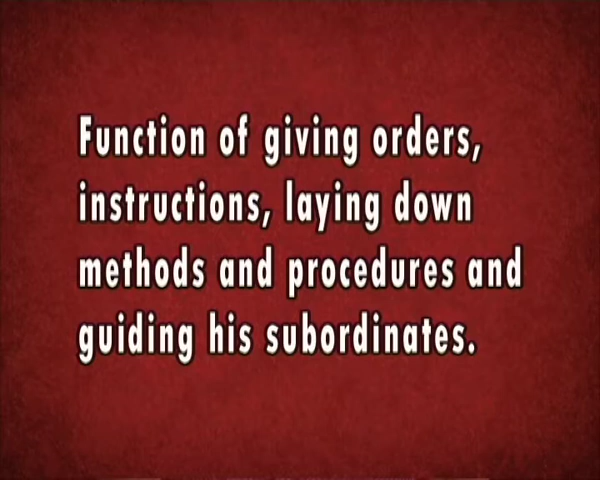 Function of giving orders,
instructions, laying down
methods and procedures and
guiding his subordinates.